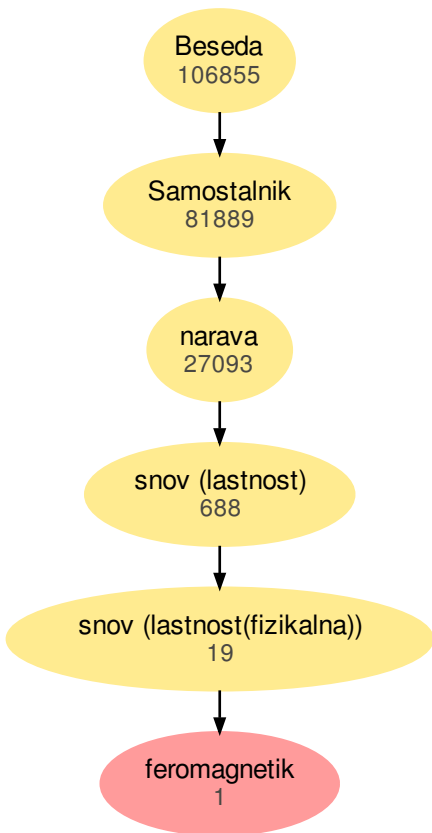 Beseda
106855
Samostalnik
81889
narava
27093
snov (lastnost)
688
snov (lastnost(fizikalna))
19
feromagnetik
1